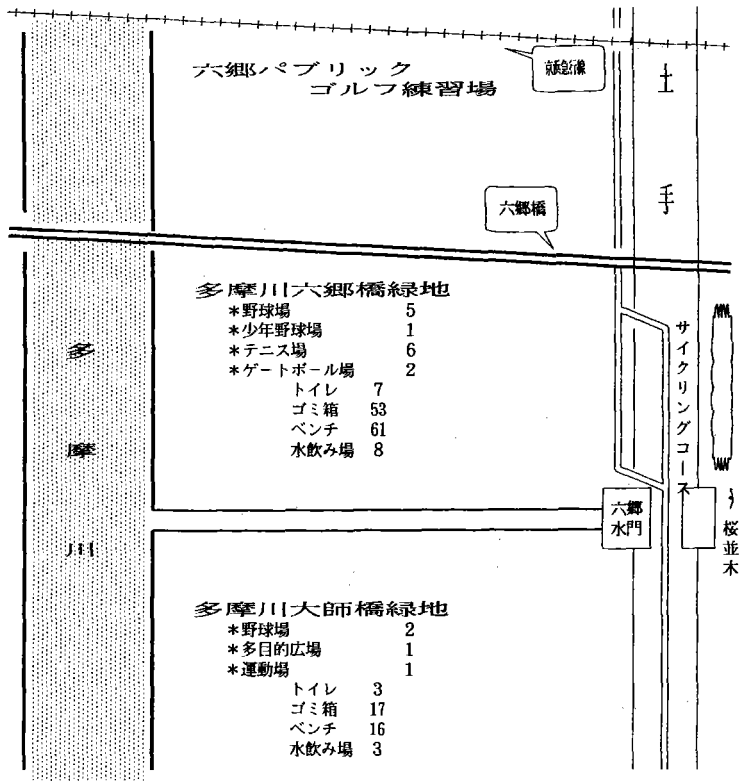 六郷パブリック
ゴルフ練習場
京浜急行線
土手
六郷橋
多摩川六郷橋緑地
*野球場 5
*少年野球場 1
*テニス場 6
*ゲートボール場 2
トイレ 7
ゴミ箱 53
ベンチ 61
水飲み場 8
サイクリングコース
多摩川
六郷
水門
桜並木
多摩川大師橋緑地
*野球場 2
*多目的広場 1
*運動場 1
トイレ 3
ゴミ箱 17
ベンチ 16
水飲み場 3